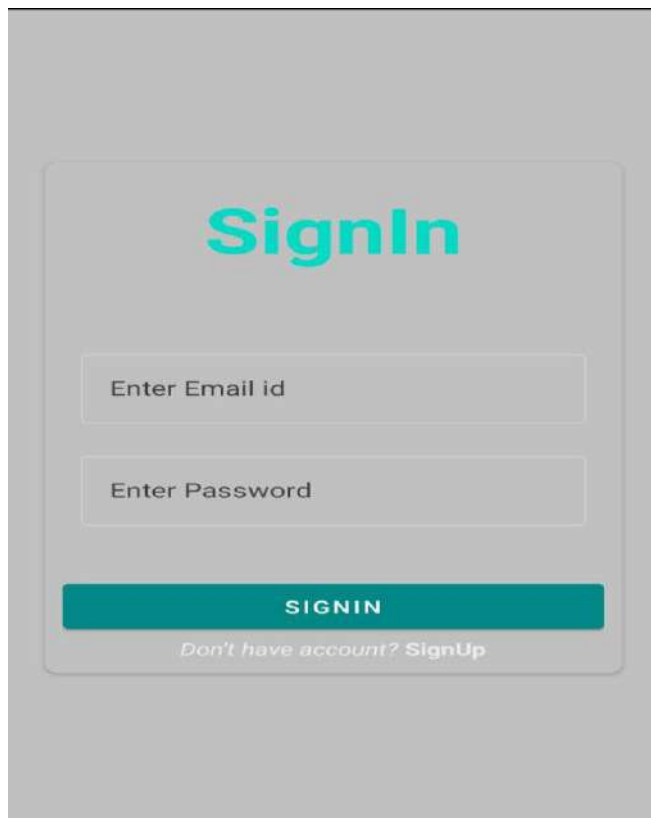 SignIn
Enter Email id
Enter Password
SIGNIN
Don't have account? SignUp